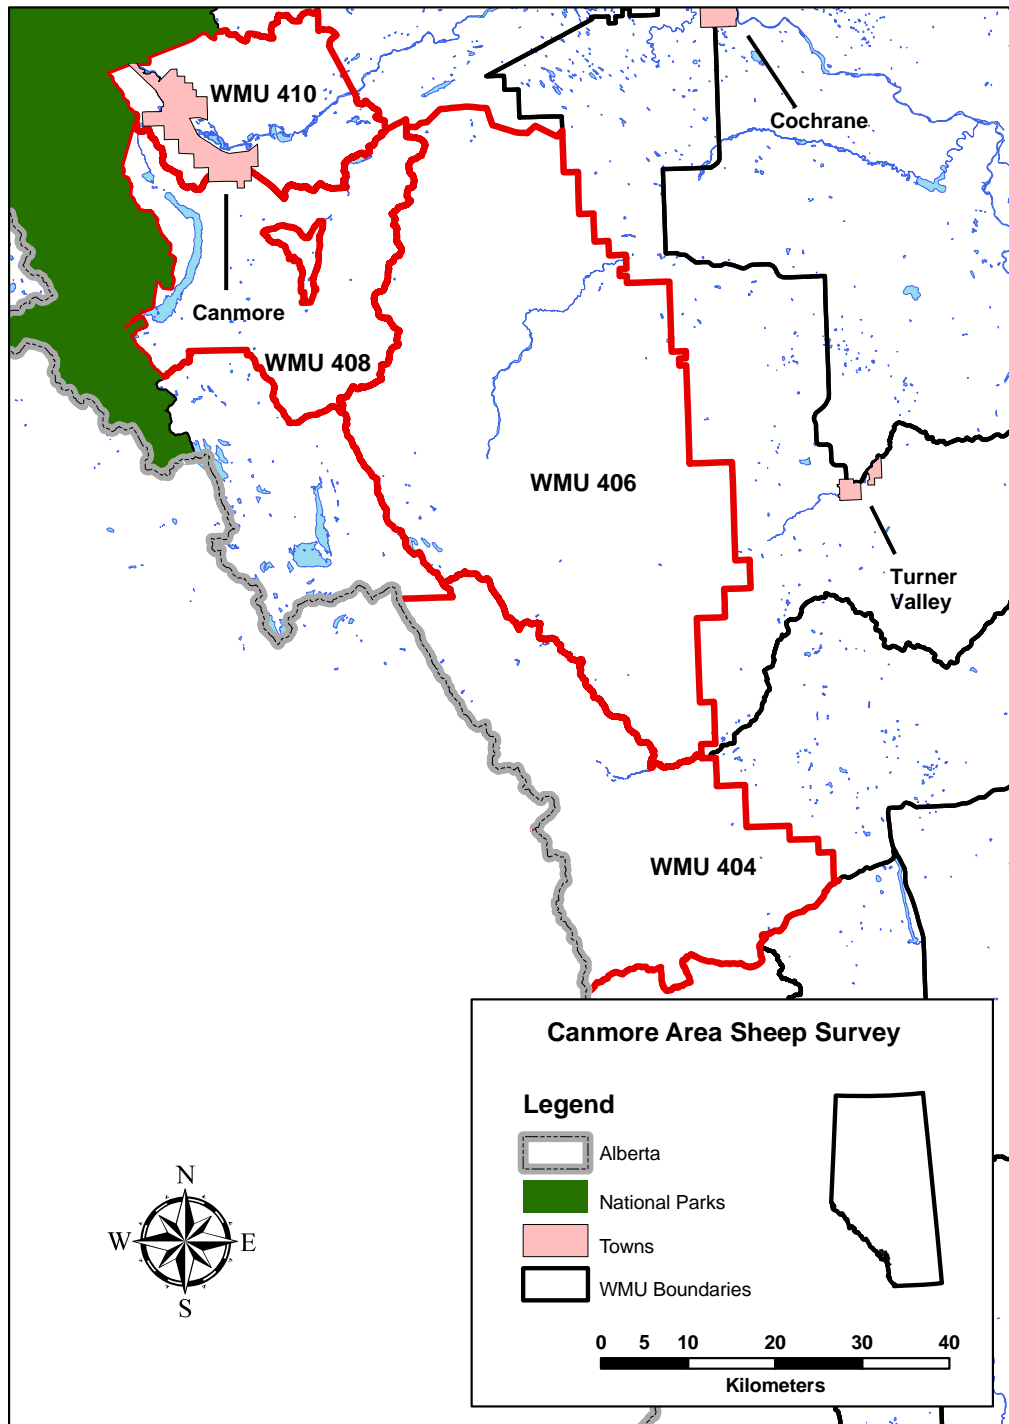 WMU 410
Cochrane
Canmore
WMU 408
WMU 406
Turner
Valley
WMU 404
Canmore Area Sheep Survey
Legend
Alberta
National Parks
Towns
WMU Boundaries
N
W E
S
0 5 10 20 30 40
Kilometers